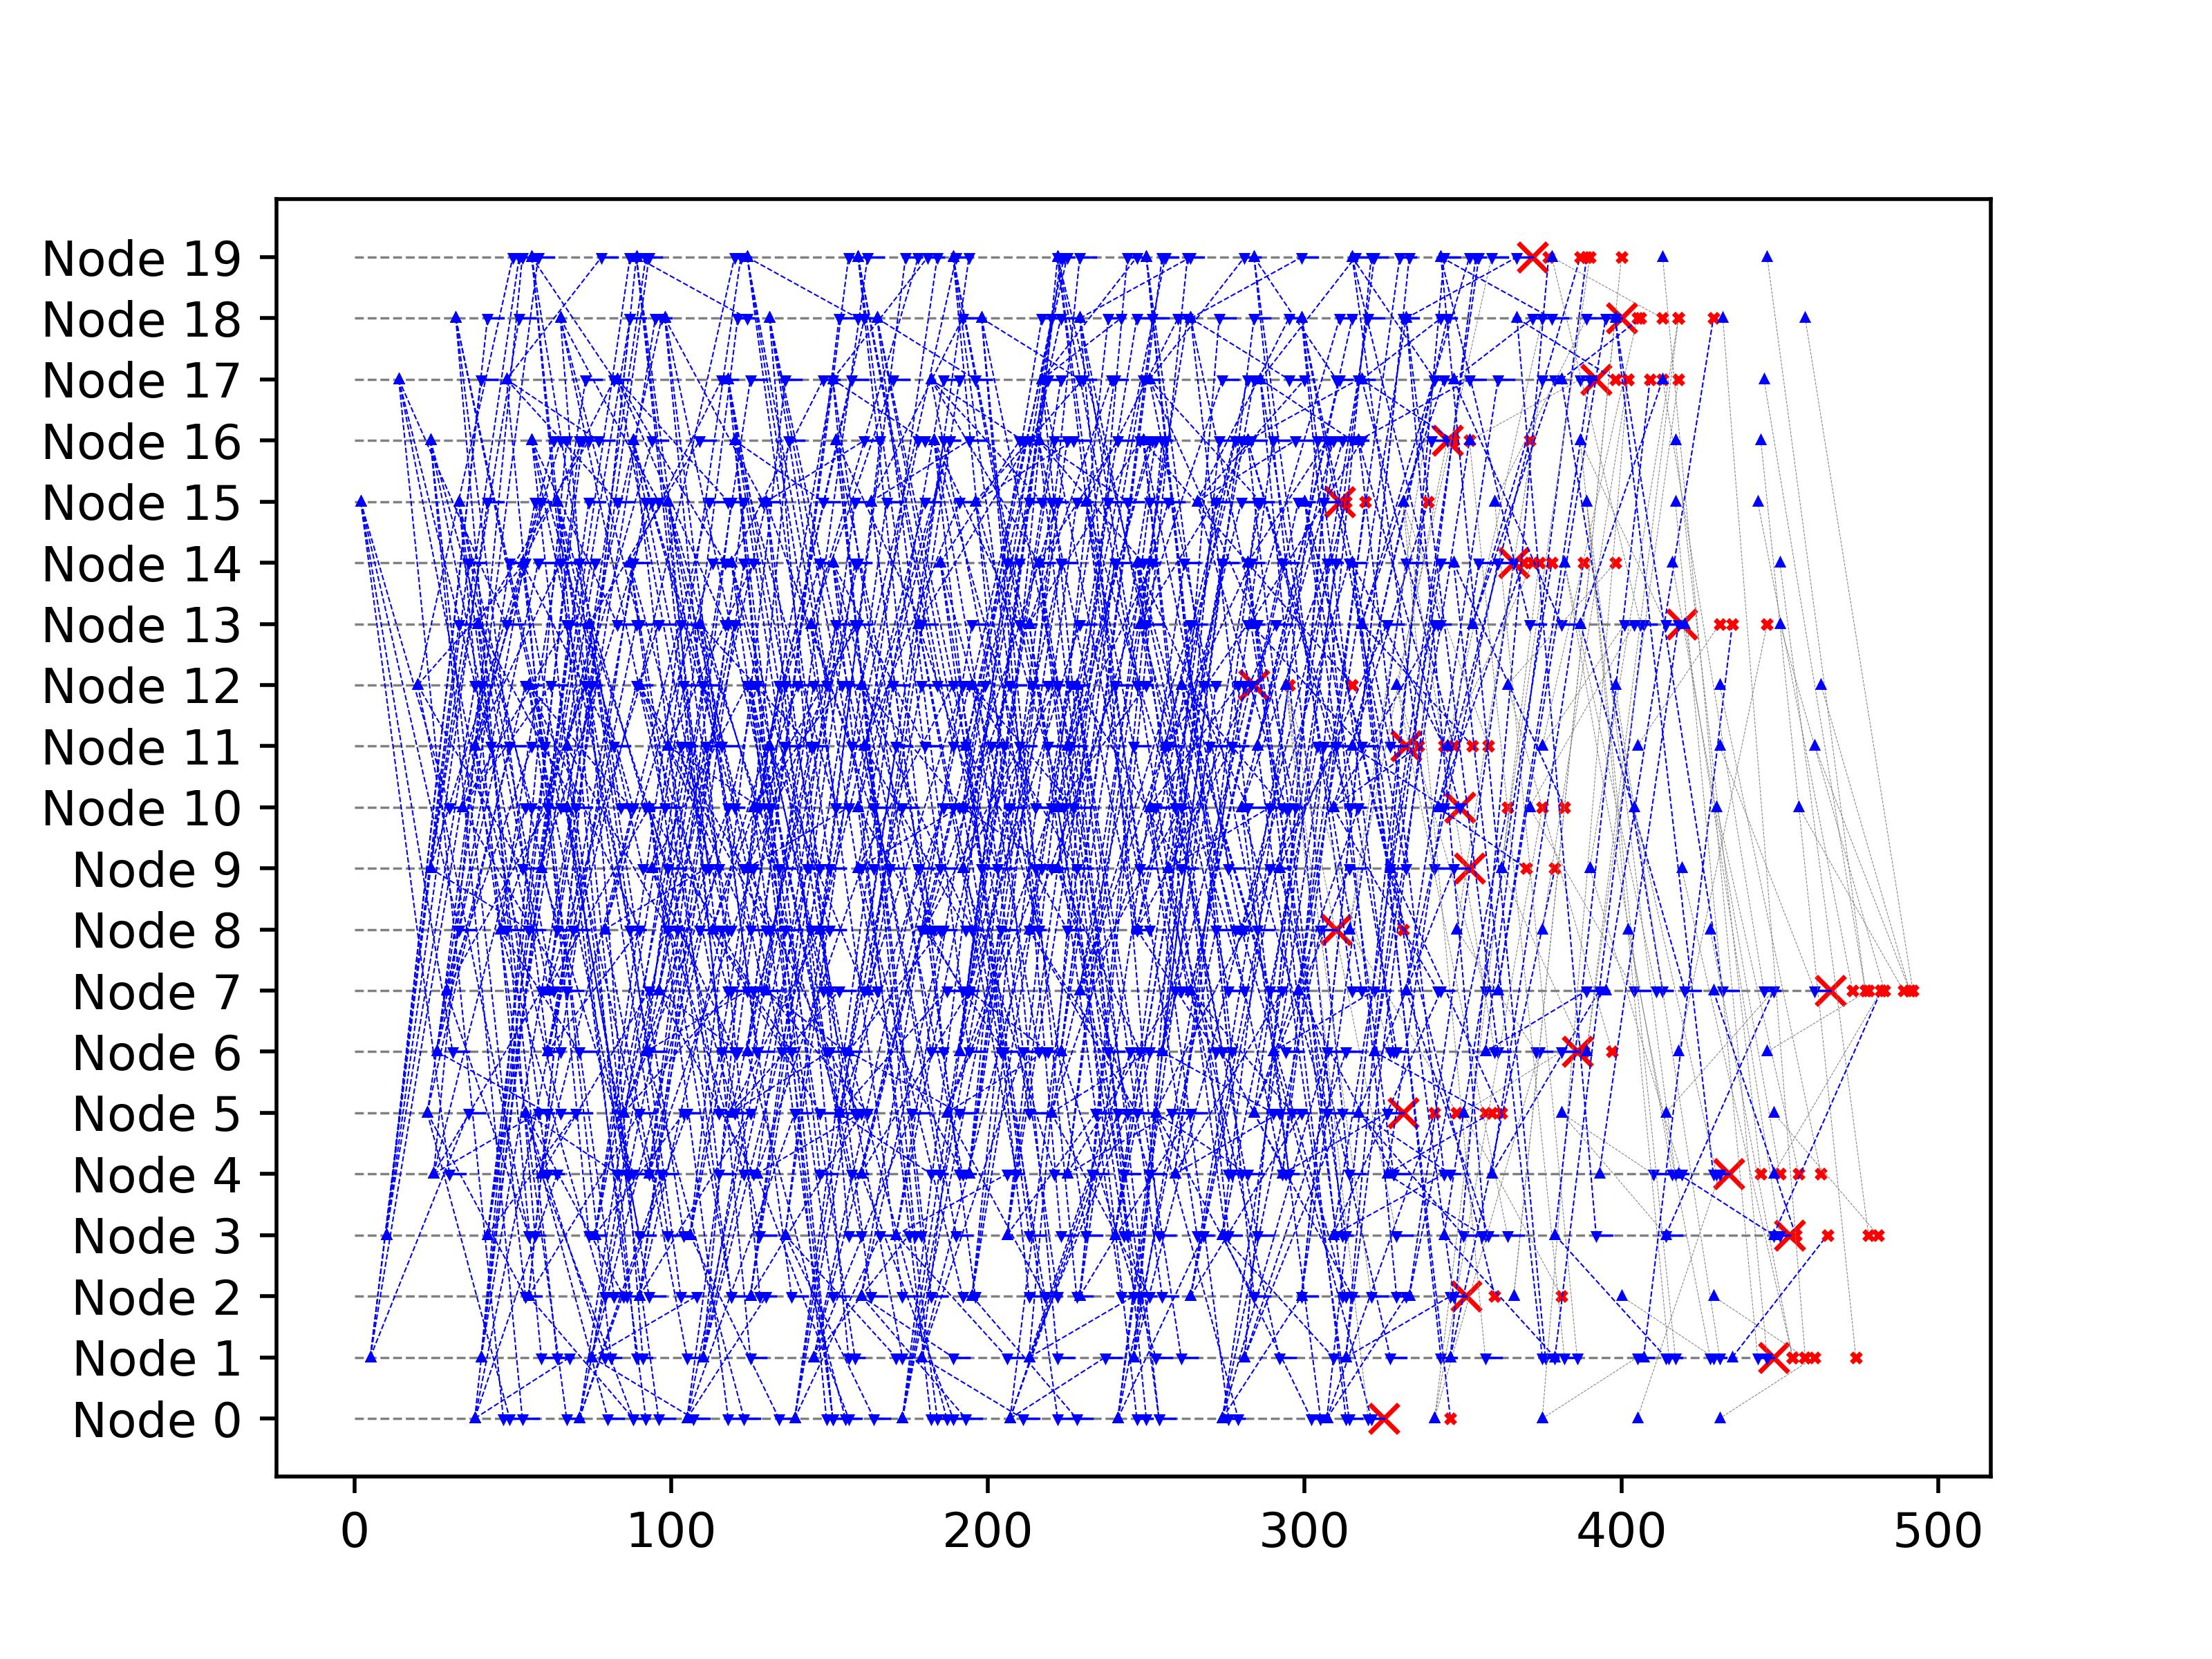 Node 19
Node 18
Node 17
Node 16
Node 15
Node 14
Node 13
Node 12
Node 11
Node 10
Node 9
Node 8
Node 7
Node 6
Node 5
Node 4
Node 3
Node 2
Node 1
Node 0
0 100 200 300 400 500